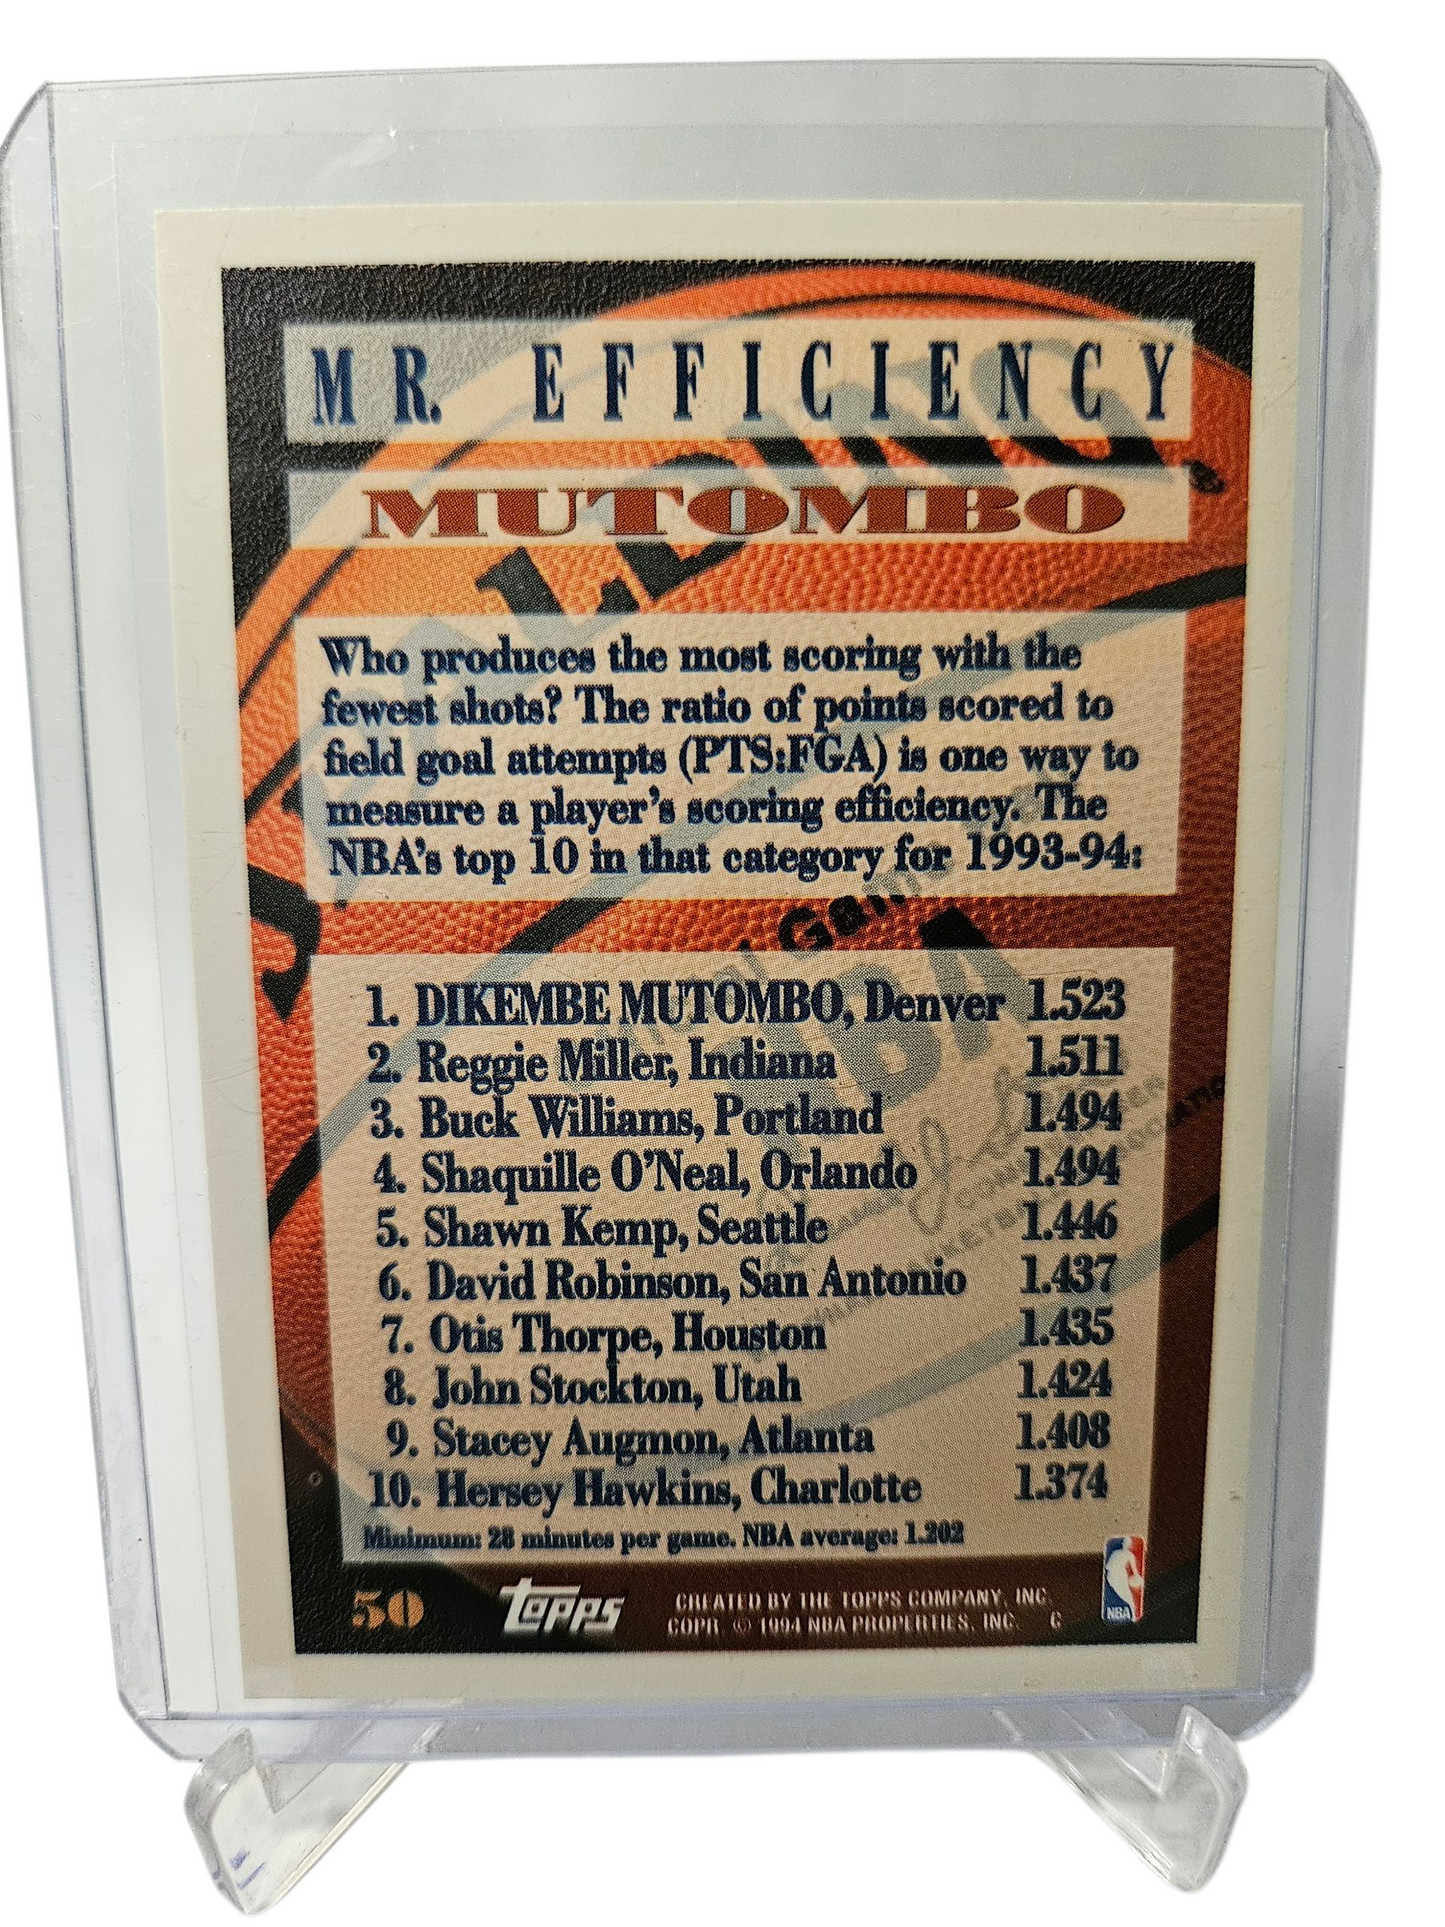 MR. EFFICIENCY
MUTOMBO
Who produces the most scoring with the
fewest shots? The ratio of points scored to
field goal attempts (PTS:FGA) is one way to
measure a player's scoring efficiency. The
NBA's top 10 in that category for 1993-94:
1. DIKEMBE MUTOMBO, Denver 1.523
2. Reggie Miller, Indiana 1.511
3. Buck Williams, Portland 1.494
4. Shaquille O'Neal, Orlando 1.494
5. Shawn Kemp, Seattle 1.446
6. David Robinson, San Antonio 1.437
7. Otis Thorpe, Houston 1.435
8. John Stockton, Utah 1.424
9. Stacey Augmon, Atlanta 1.408
10. Hersey Hawkins, Charlotte 1.374
Minimum: 28 minutes per game. NBA average: 1.202
50
Topps
CREATED BY THE TOPPS COMPANY, INC.
COPR. © 1994 NBA PROPERTIES, INC. C
NBA